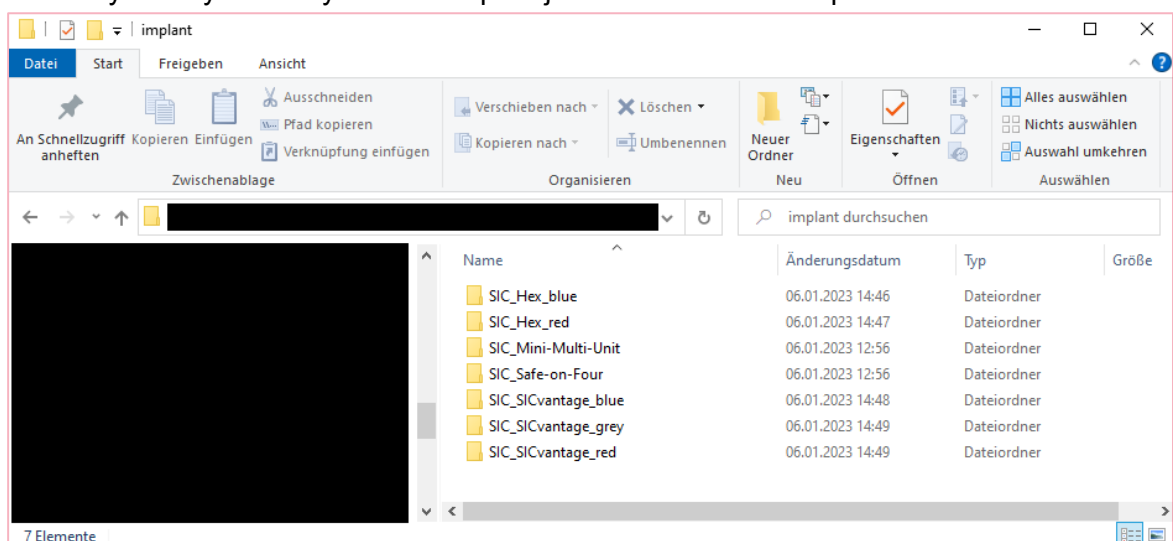 implant
Datei Start Freigeben Ansicht
An Schnellzugriff anheften
Kopieren
Einfügen
Ausschneiden
Pfad kopieren
Verknüpfung einfügen
Zwischenablage
Verschieben nach
Kopieren nach
Löschen
Umbenennen
Organisieren
Neuer
Ordner
Neu
Eigenschaften
Öffnen
Alles auswählen
Nichts auswählen
Auswahl umkehren
Auswählen
implant durchsuchen
Name Änderungsdatum Typ Größe
SIC_Hex_blue 06.01.2023 14:46 Dateiordner
SIC_Hex_red 06.01.2023 14:47 Dateiordner
SIC_Mini-Multi-Unit 06.01.2023 12:56 Dateiordner
SIC_Safe-on-Four 06.01.2023 12:56 Dateiordner
SIC_SICvantage_blue 06.01.2023 14:48 Dateiordner
SIC_SICvantage_grey 06.01.2023 14:49 Dateiordner
SIC_SICvantage_red 06.01.2023 14:49 Dateiordner
7 Elemente